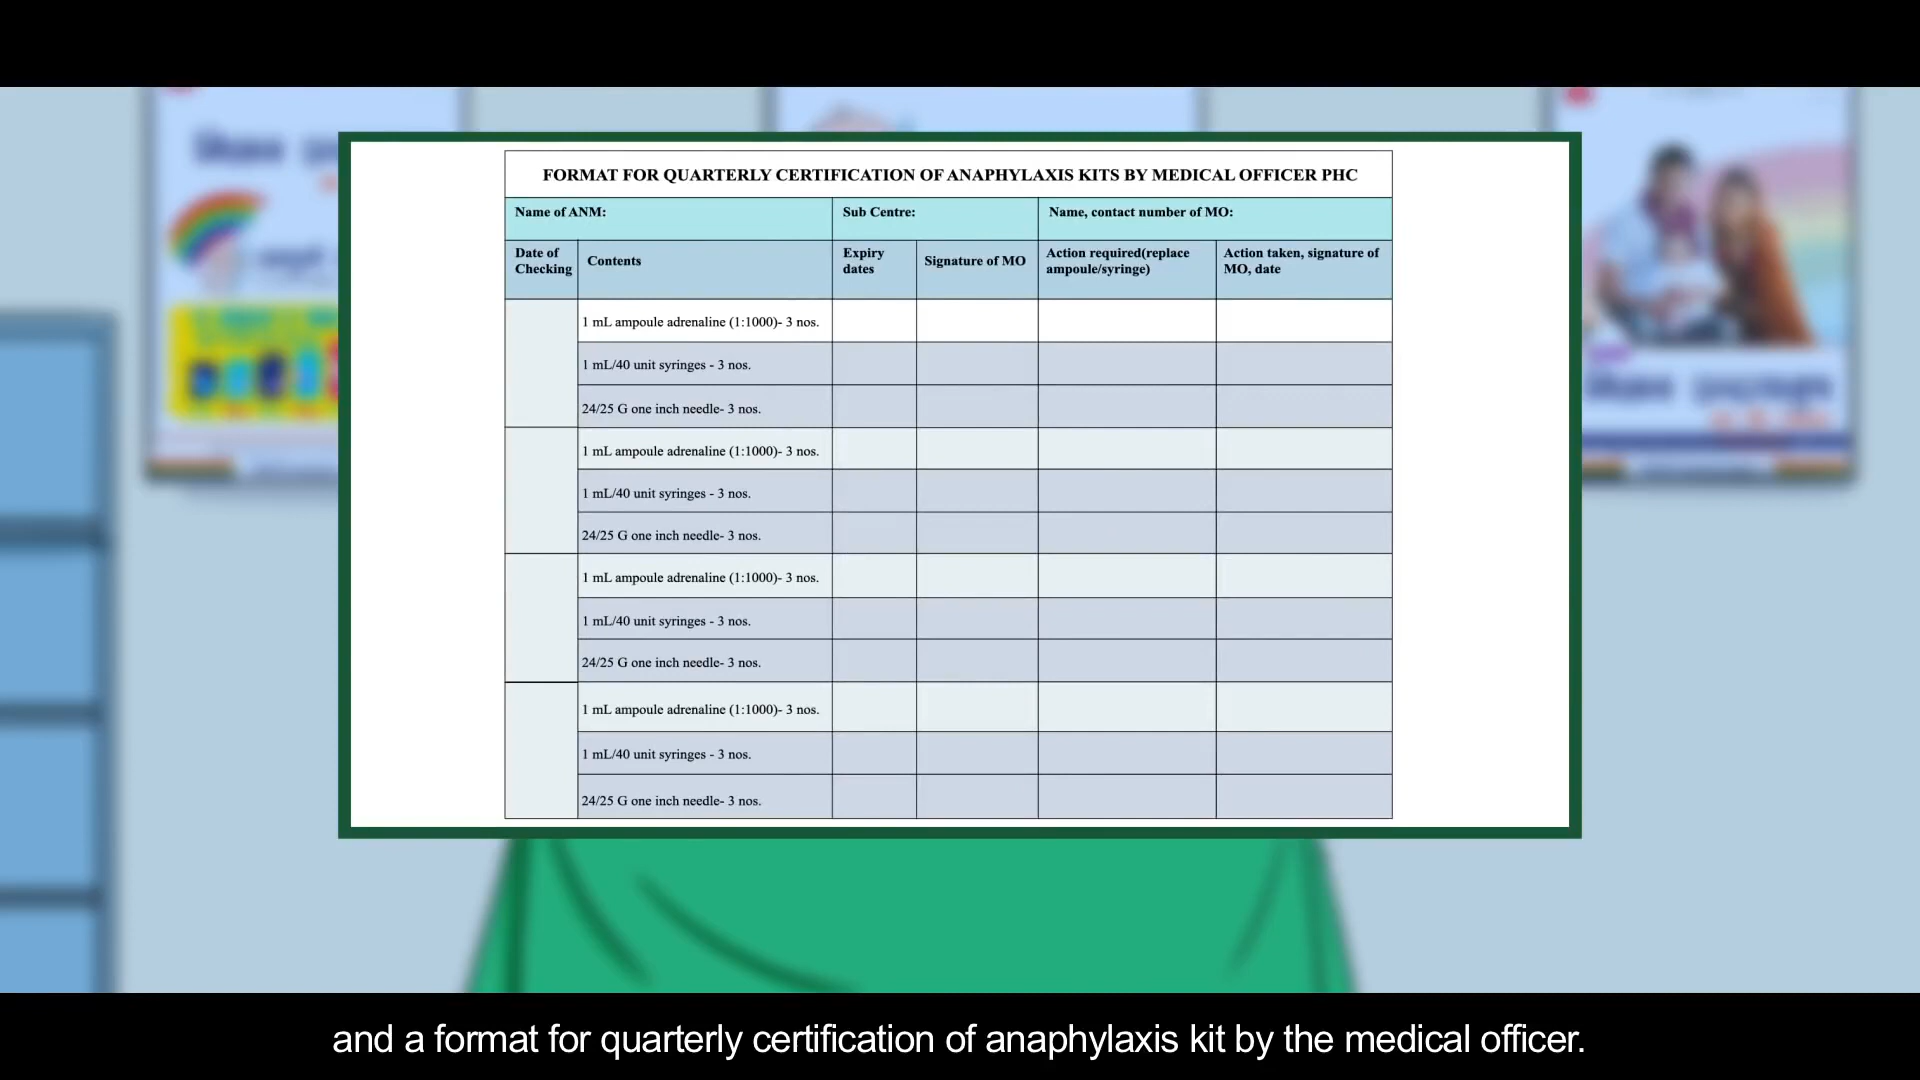 FORMAT FOR QUARTERLY CERTIFICATION OF ANAPHYLAXIS KITS BY MEDICAL OFFICER PHC
Name of ANM: Sub Centre: Name, contact number of MO:
Date of Checking Contents Expiry dates Signature of MO Action required(replace ampoule/syringe) Action taken, signature of MO, date
1 mL ampoule adrenaline (1:1000)- 3 nos.
1 mL/40 unit syringes - 3 nos.
24/25 G one inch needle- 3 nos.
1 mL ampoule adrenaline (1:1000)- 3 nos.
1 mL/40 unit syringes - 3 nos.
24/25 G one inch needle- 3 nos.
1 mL ampoule adrenaline (1:1000)- 3 nos.
1 mL/40 unit syringes - 3 nos.
24/25 G one inch needle- 3 nos.
1 mL ampoule adrenaline (1:1000)- 3 nos.
1 mL/40 unit syringes - 3 nos.
24/25 G one inch needle- 3 nos.
and a format for quarterly certification of anaphylaxis kit by the medical officer.